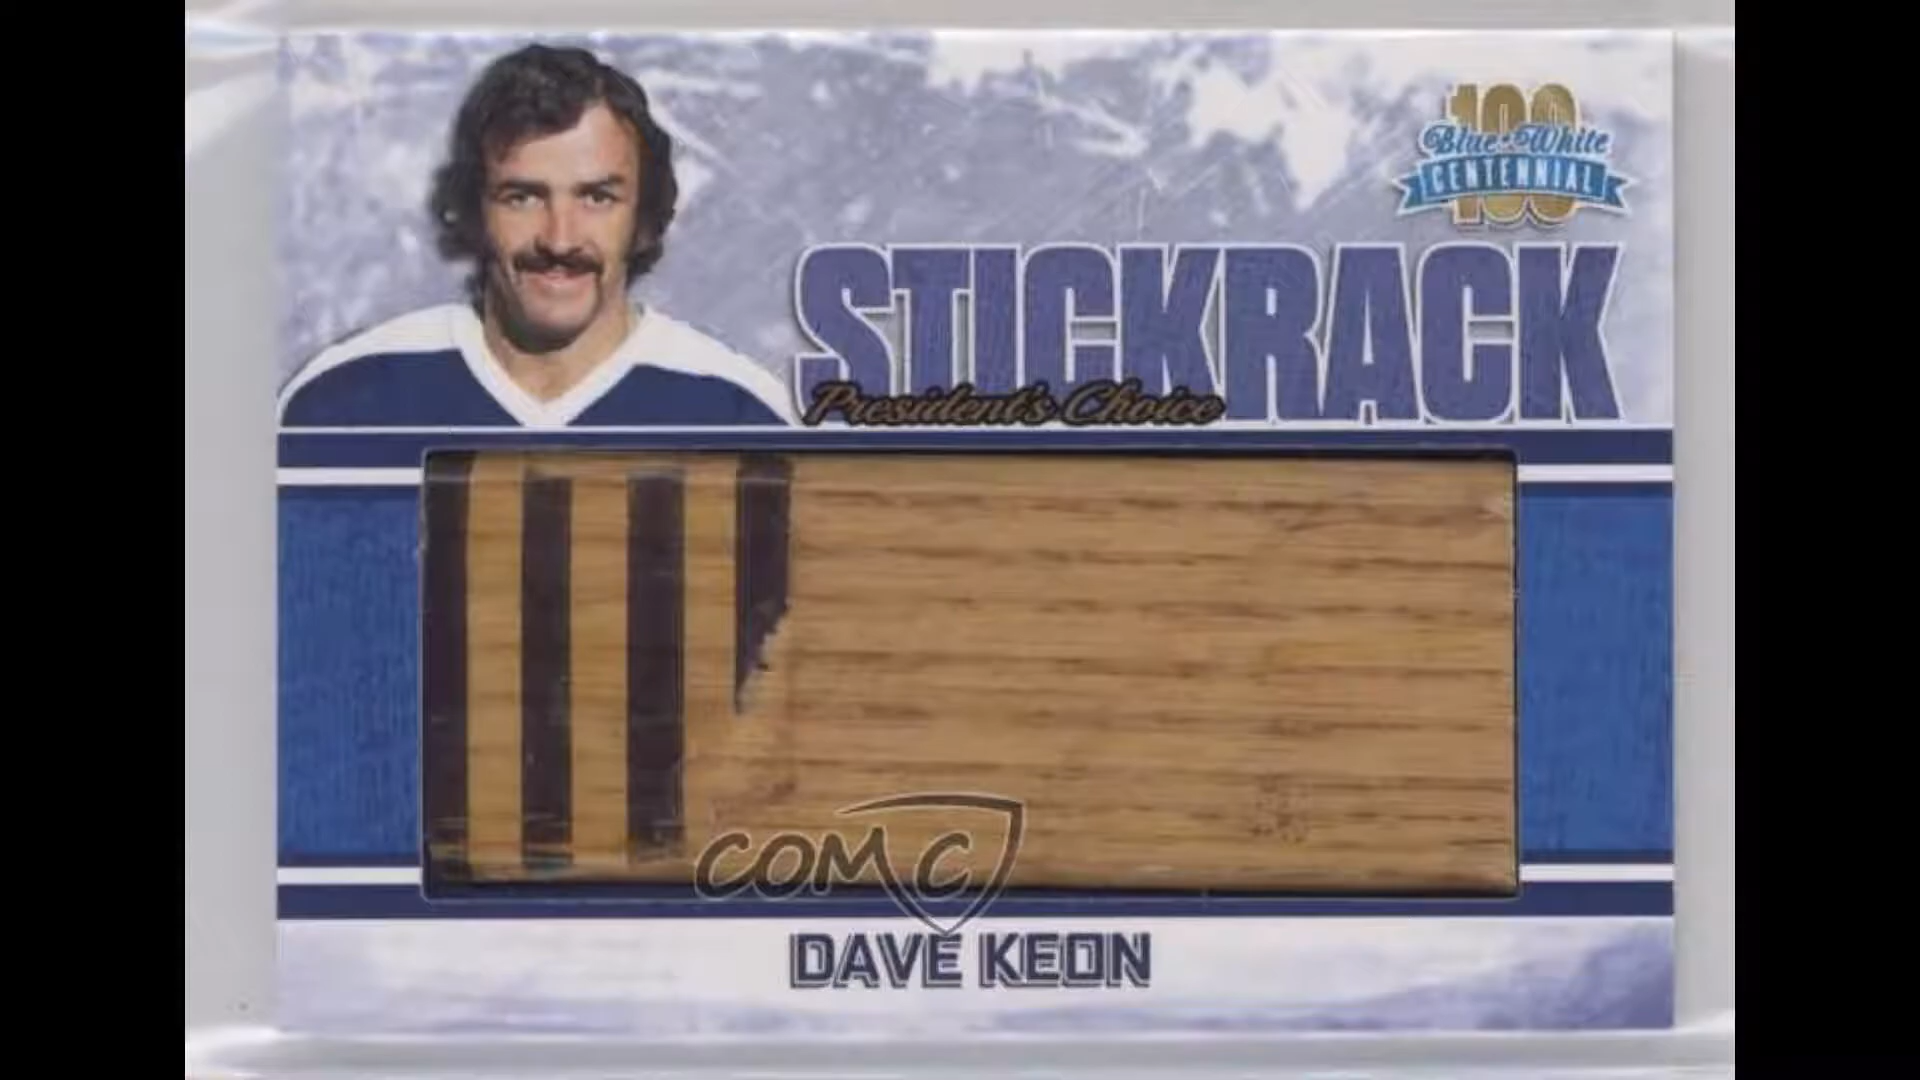 100
Blue & White
CENTENNIAL
STICKRACK
President's Choice
COMC
DAVE KEON